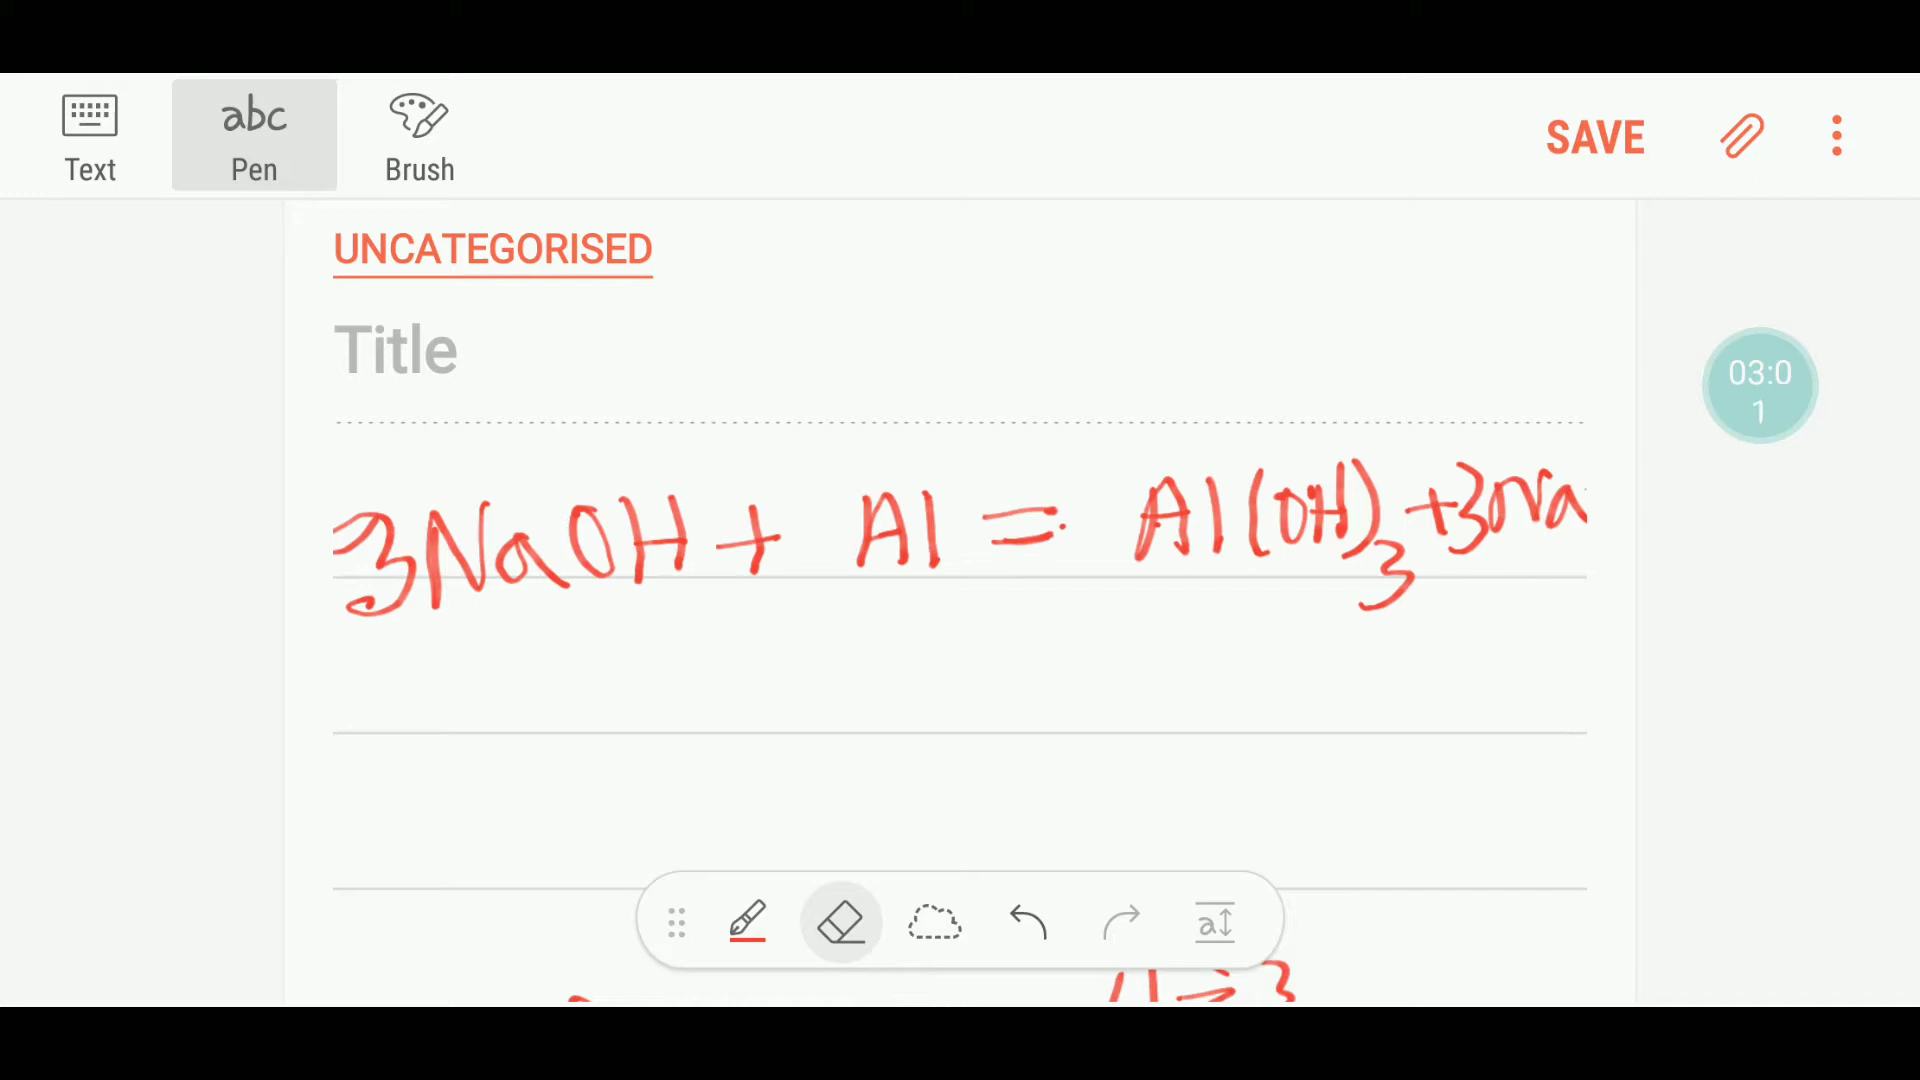 Text
abc
Pen
Brush
SAVE
UNCATEGORISED
Title
03:0
1
3NaOH + Al = Al(OH)3 + 3Na
a